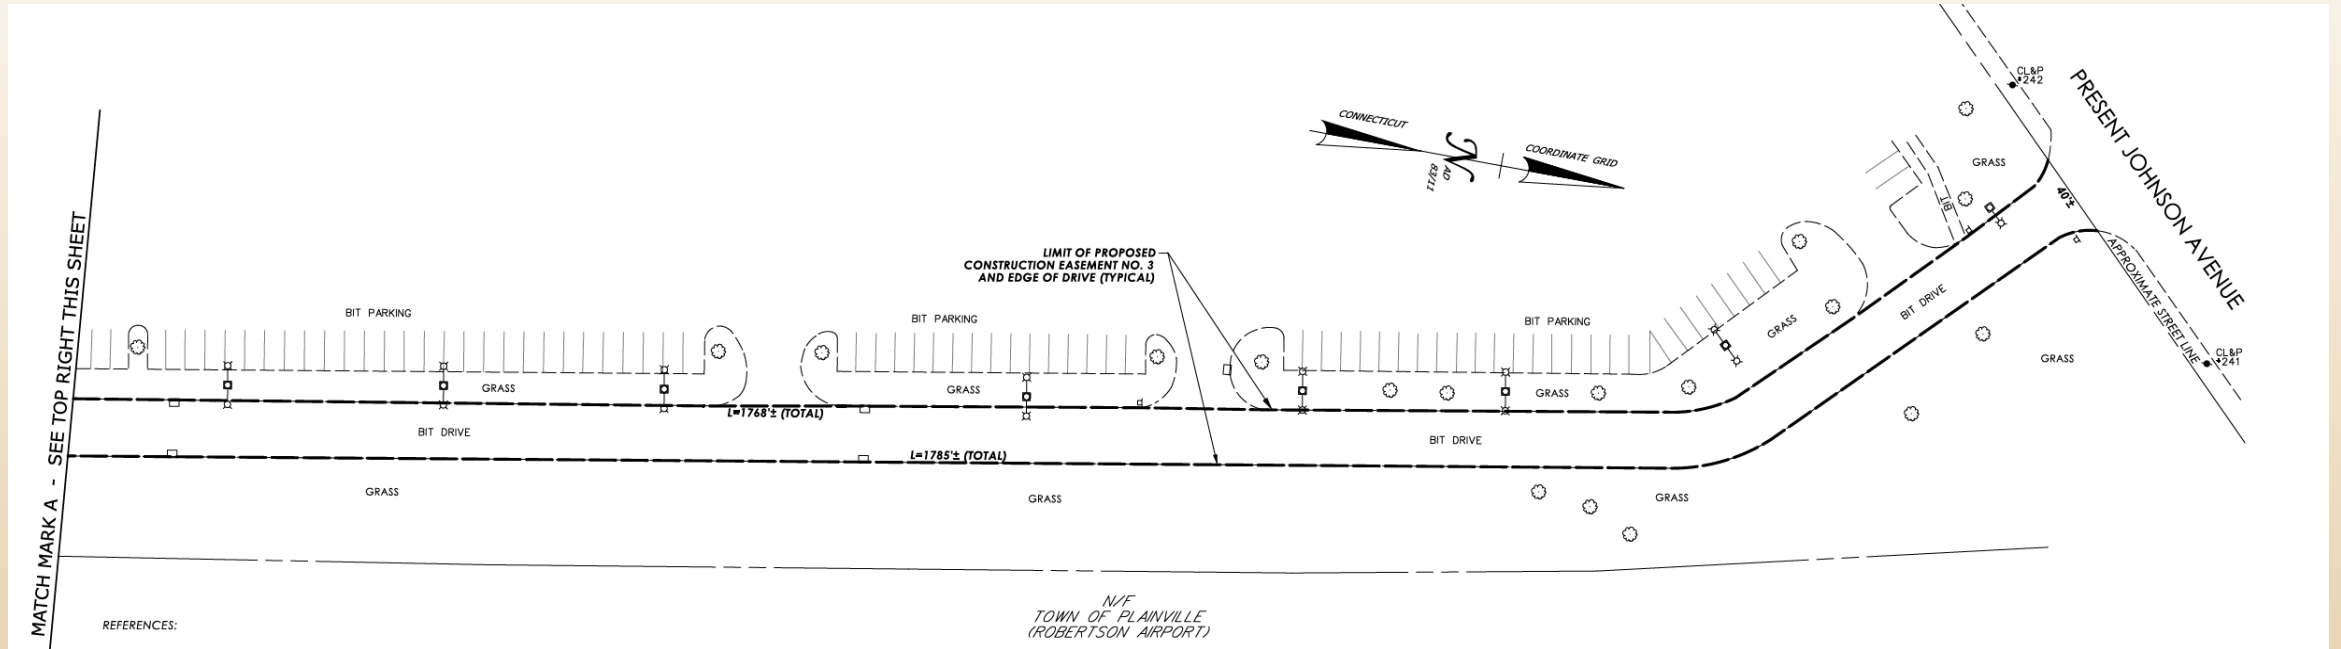 CL&P
#242
PRESENT JOHNSON AVENUE
CONNECTICUT
N
AD
83/11
COORDINATE GRID
GRASS
BIT
40'±
APPROXIMATE STREET LINE
LIMIT OF PROPOSED
CONSTRUCTION EASEMENT NO. 3
AND EDGE OF DRIVE (TYPICAL)
MATCH MARK A - SEE TOP RIGHT THIS SHEET
BIT PARKING
BIT PARKING
BIT PARKING
GRASS
BIT DRIVE
GRASS
CL&P
#241
GRASS
GRASS
GRASS
L=1768'± (TOTAL)
BIT DRIVE
BIT DRIVE
L=1785'± (TOTAL)
GRASS
GRASS
GRASS
N/F
TOWN OF PLAINVILLE
(ROBERTSON AIRPORT)
REFERENCES: